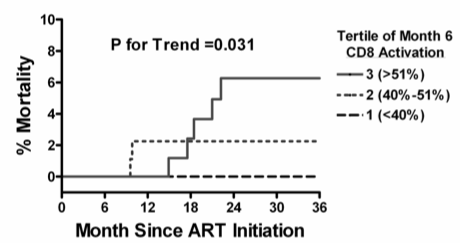 10
8
6
4
2
0
% Mortality
P for Trend =0.031
0 6 12 18 24 30 36
Month Since ART Initiation
Tertile of Month 6
CD8 Activation
3 (>51%)
2 (40%-51%)
1 (<40%)